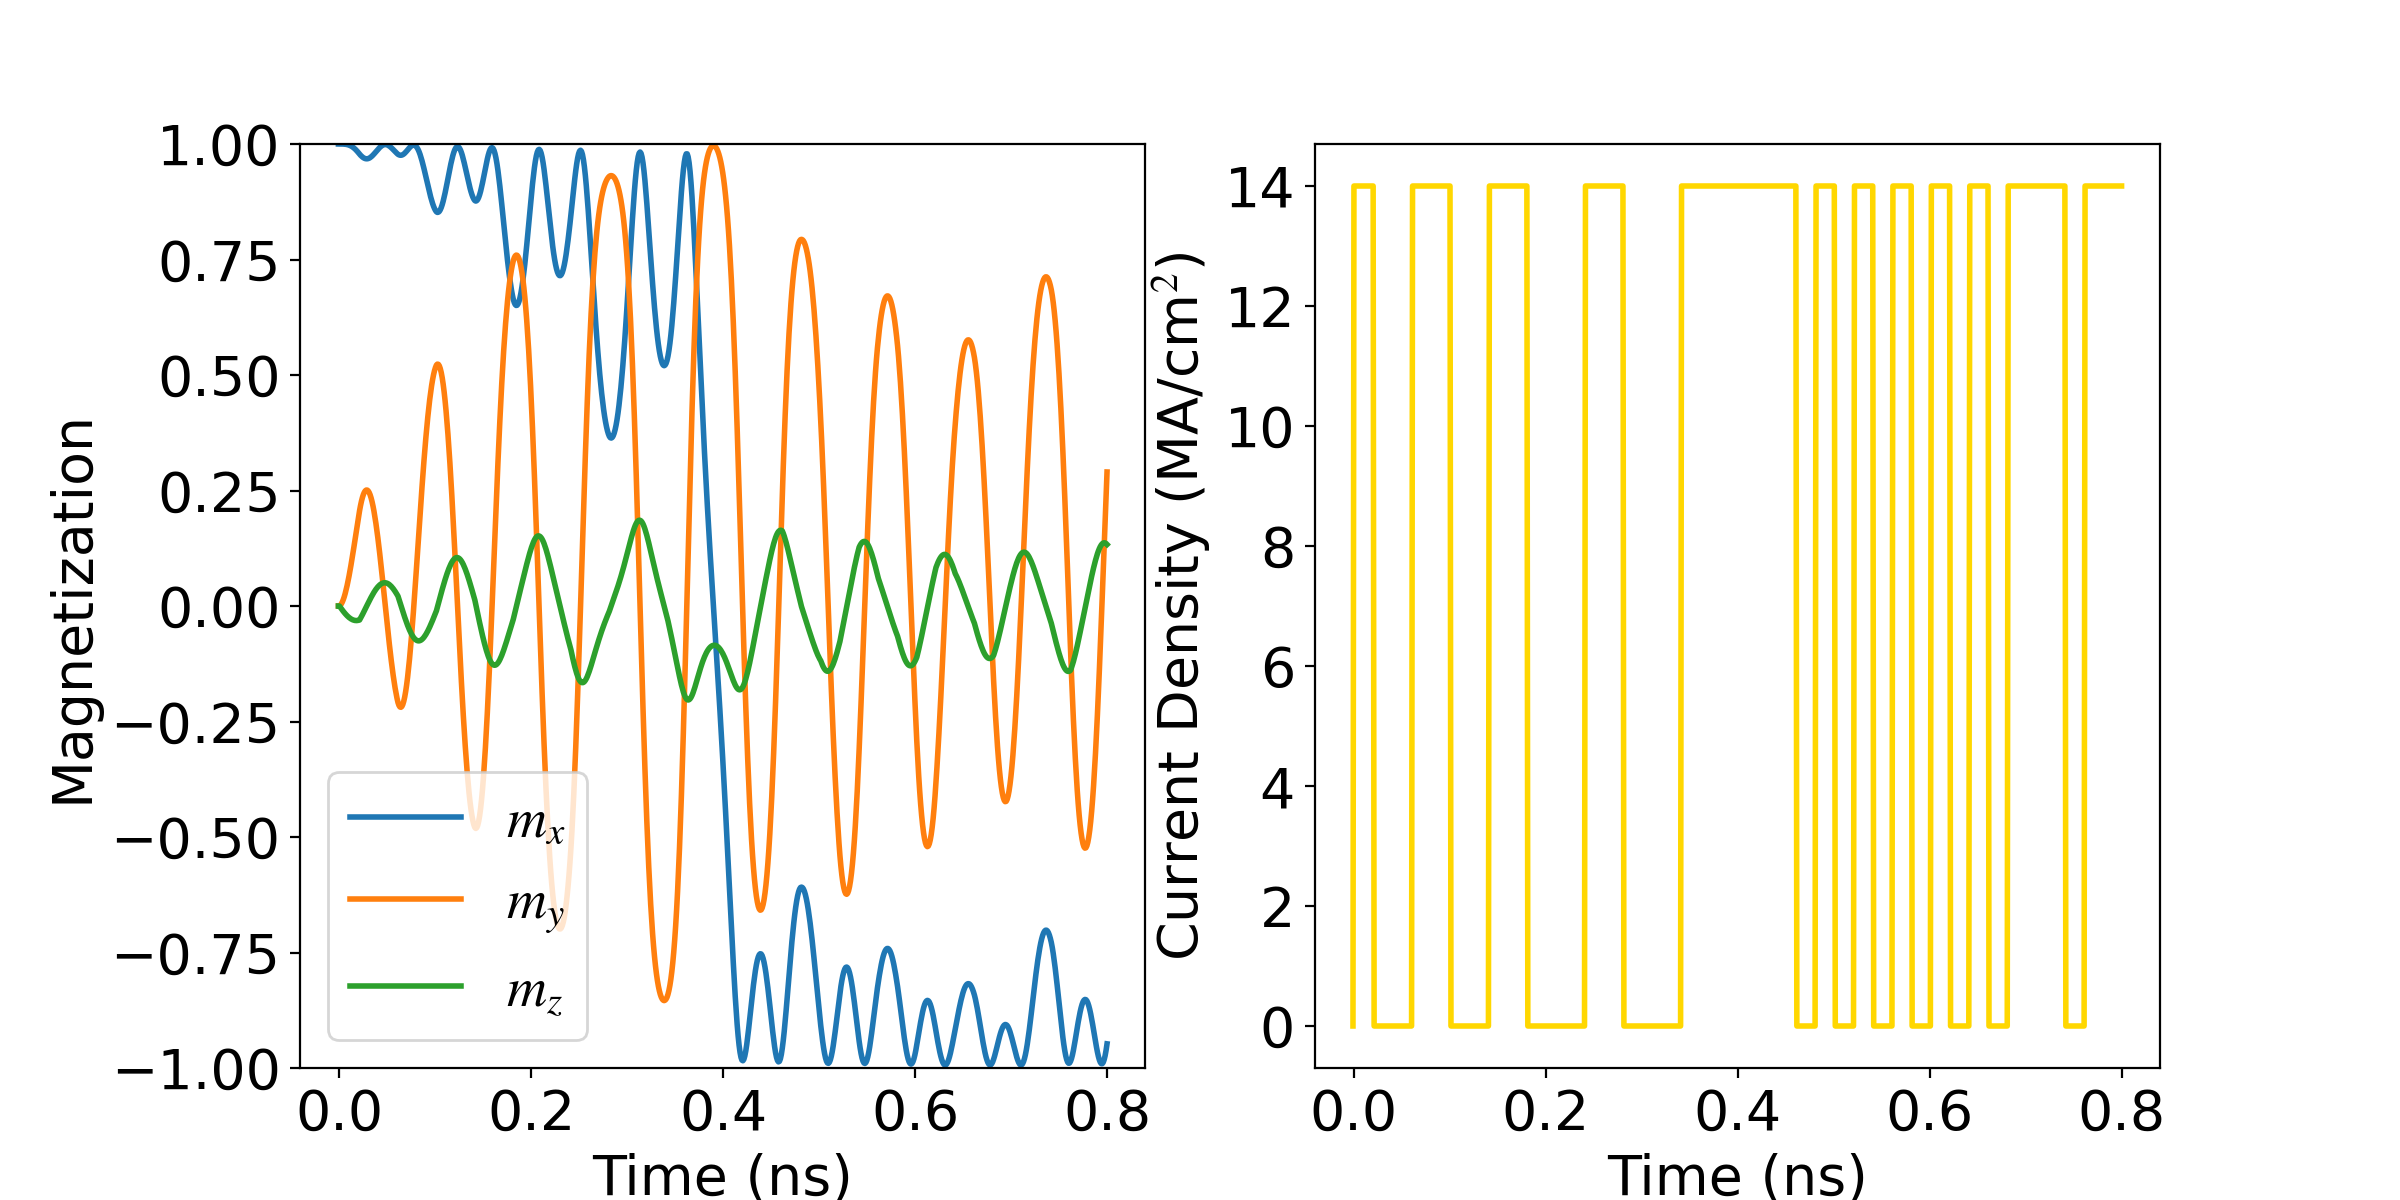 Magnetization
1.00
0.75
0.50
0.25
0.00
−0.25
−0.50
−0.75
−1.00
m_x
m_y
m_z
0.0 0.2 0.4 0.6 0.8
Time (ns)
Current Density (MA/cm²)
14
12
10
8
6
4
2
0
0.0 0.2 0.4 0.6 0.8
Time (ns)